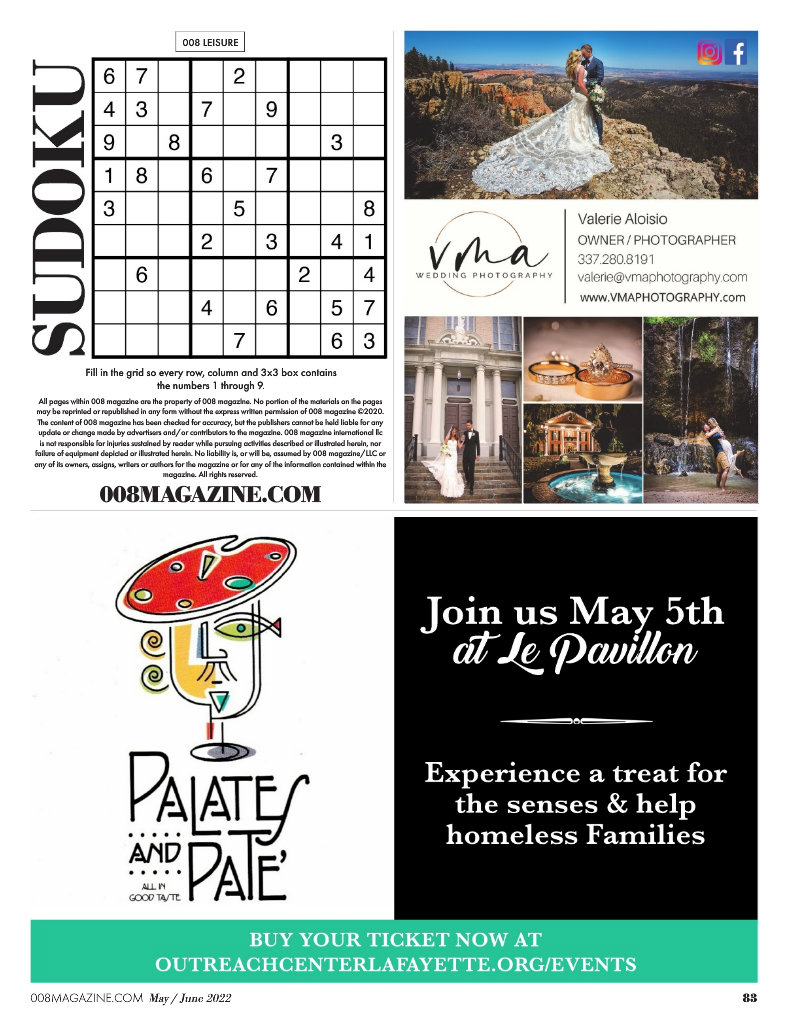 008 LEISURE
SUDOKU
6 7 2
4 3 7 9
9 8 3
1 8 6 7
3 5 8
2 3 4 1
6 2 4
4 6 5 7
7 6 3
Fill in the grid so every row, column and 3x3 box contains
the numbers 1 through 9.
All pages within 008 magazine are the property of 008 magazine. No portion of the materials on the pages
may be reprinted or republished in any form without the express written permission of 008 magazine ©2020.
The content of 008 magazine has been checked for accuracy, but the publishers cannot be held liable for any
update or change made by advertisers and/or contributors to the magazine. 008 magazine international llc
is not responsible for injuries sustained by reader while pursuing activities described or illustrated herein, nor
failure of equipment depicted or illustrated herein. No liability is, or will be, assumed by 008 magazine/LLC or
any of its owners, assigns, writers or authors for the magazine or for any of the information contained within the
magazine. All rights reserved.
008MAGAZINE.COM
vma
WEDDING PHOTOGRAPHY
Valerie Aloisio
OWNER / PHOTOGRAPHER
337.280.8191
valerie@vmaphotography.com
www.VMAPHOTOGRAPHY.com
PALATES
AND
PATE'
ALL IN
GOOD TASTE
Join us May 5th
at Le Pavillon
Experience a treat for
the senses & help
homeless Families
BUY YOUR TICKET NOW AT
OUTREACHCENTERLAFAYETTE.ORG/EVENTS
008MAGAZINE.COM May / June 2022
83